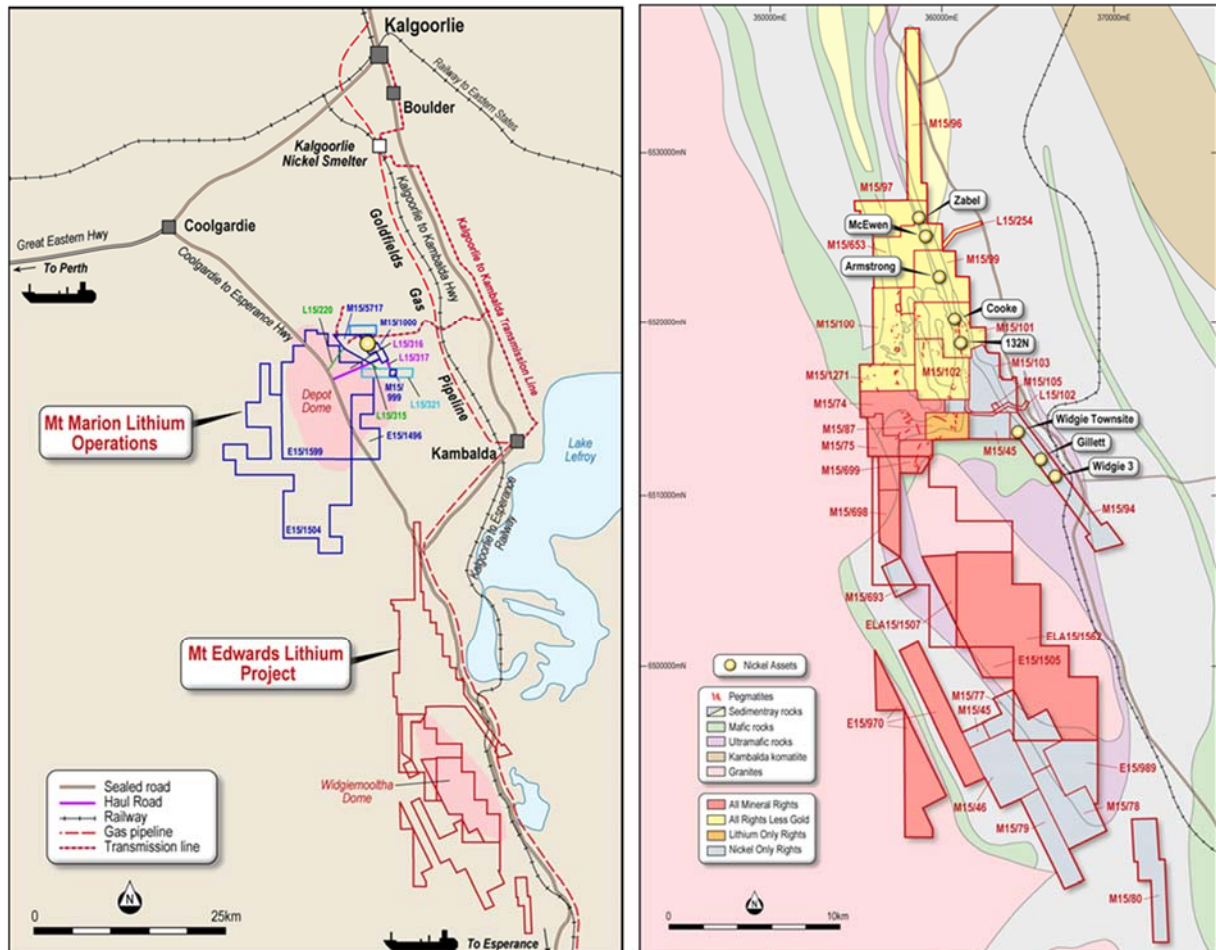 Kalgoorlie
Railway to Eastern States
Boulder
Kalgoorlie
Nickel Smelter
Coolgardie
Great Eastern Hwy
To Perth
Coolgardie to Esperance Hwy
Goldfields
Gas
Pipeline
Kalgoorlie to Kambalda Hwy
Kalgoorlie to Kambalda Transmission Line
L15/220
M15/5717
M15/1000
L15/316
L15/317
M15/
999
L15/321
L15/315
Depot
Dome
Mt Marion Lithium
Operations
E15/1496
E15/1599
E15/1504
Kambalda
Lake
Lefroy
Kalgoorlie to Esperance
Railway
Mt Edwards Lithium
Project
Widgiemooltha
Dome
Sealed road
Haul Road
Railway
Gas pipeline
Transmission line
N
0
25km
To Esperance
350000mE
360000mE
370000mE
6530000mN
6520000mN
6510000mN
6500000mN
M15/96
M15/97
Zabel
McEwen
L15/254
M15/653
M15/99
Armstrong
Cooke
M15/100
M15/101
132N
M15/103
M15/102
M15/1271
M15/105
L15/102
M15/74
Widgie Townsite
M15/87
Gillett
M15/75
M15/45
Widgie 3
M15/699
M15/698
M15/94
M15/693
ELA15/1507
ELA15/1562
E15/1505
M15/77
M15/45
E15/970
E15/989
M15/46
M15/78
M15/79
M15/80
Nickel Assets
Pegmatites
Sedimentray rocks
Mafic rocks
Ultramafic rocks
Kambalda komatiite
Granites
All Mineral Rights
All Rights Less Gold
Lithium Only Rights
Nickel Only Rights
N
0
10km